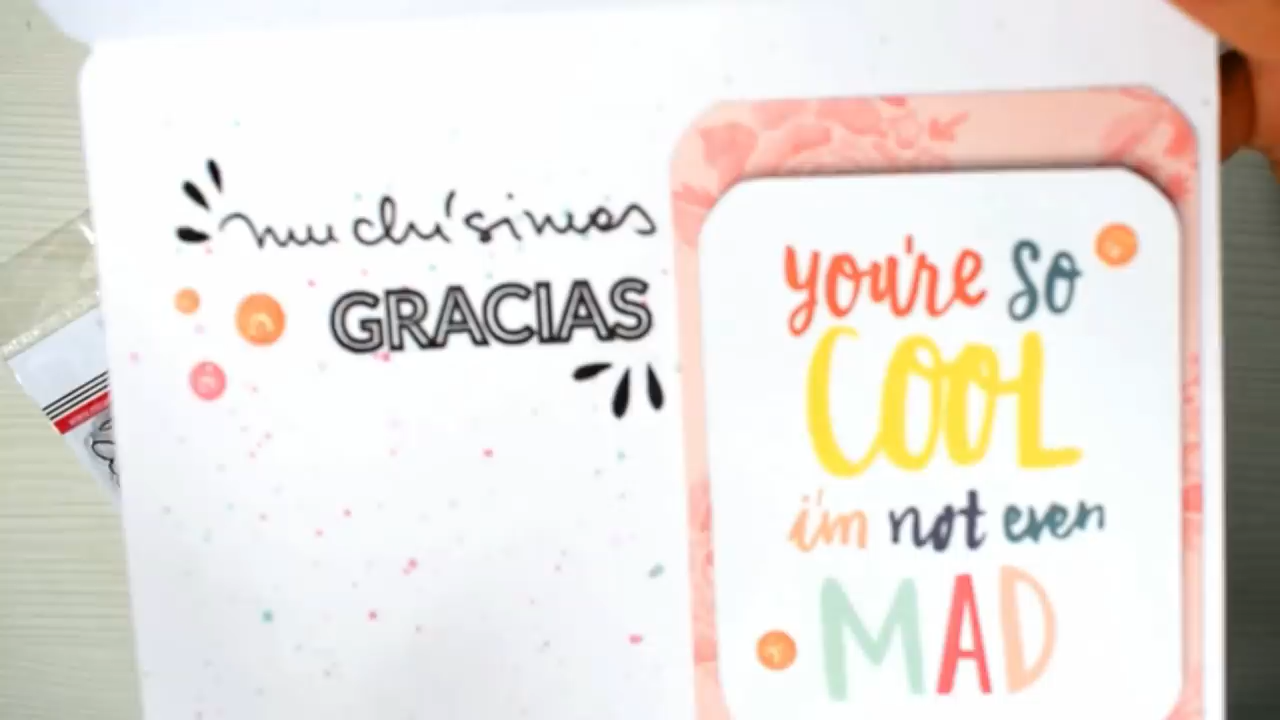 muchísimas
GRACIAS
you're so
COOL
i'm not even
MAD